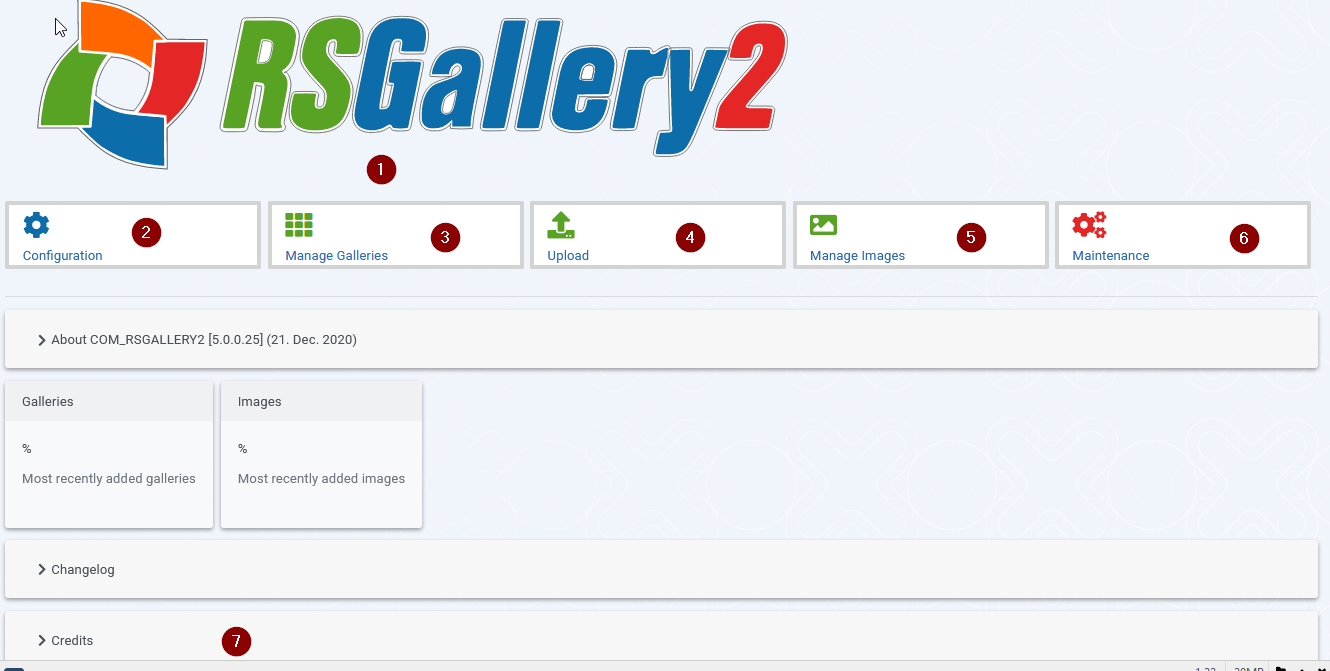 RSGallery2
1
Configuration 2
Manage Galleries 3
Upload 4
Manage Images 5
Maintenance 6
About COM_RSGALLERY2 [5.0.0.25] (21. Dec. 2020)
Galleries
%
Most recently added galleries
Images
%
Most recently added images
Changelog
Credits 7